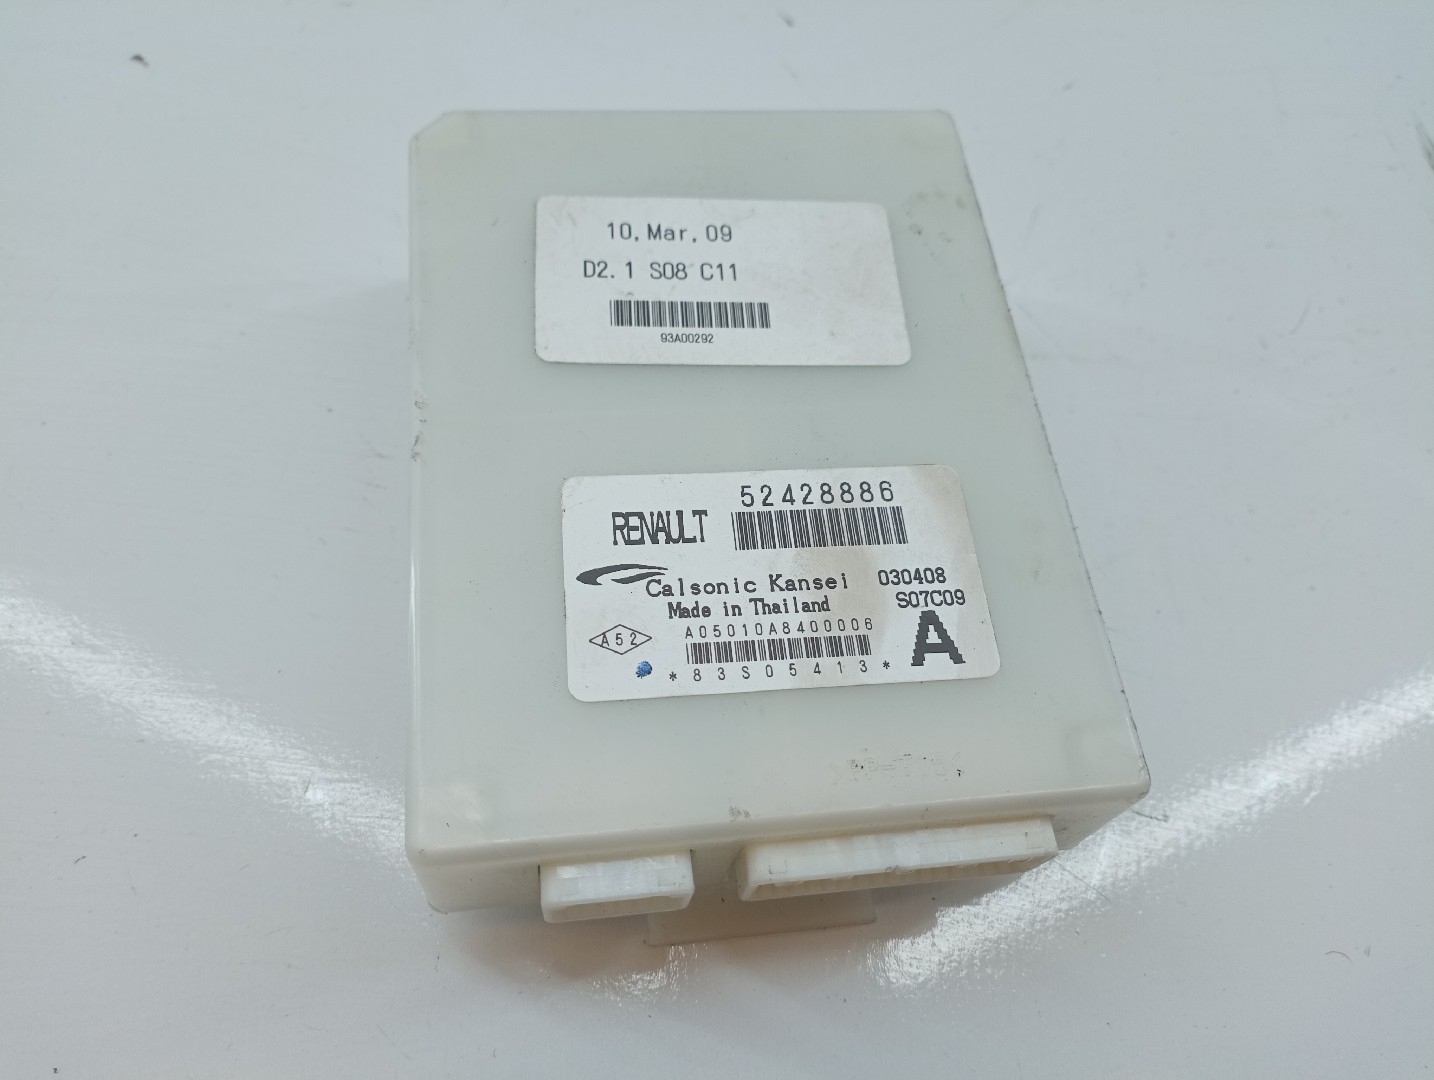 10, Mar, 09
D2. 1 S08 C11
93A00292
52428886
RENAULT
Calsonic Kansei 030408
Made in Thailand S07C09
A05010A8400006
A52
A
*83S05413*